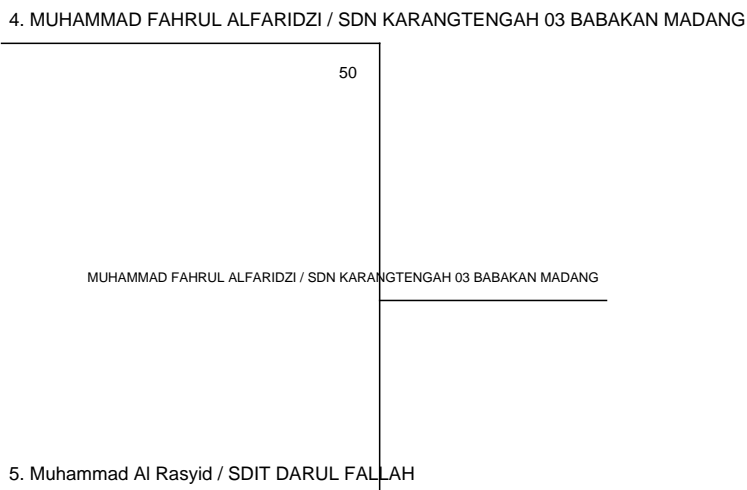 4. MUHAMMAD FAHRUL ALFARIDZI / SDN KARANGTENGAH 03 BABAKAN MADANG
50
MUHAMMAD FAHRUL ALFARIDZI / SDN KARANGTENGAH 03 BABAKAN MADANG
5. Muhammad Al Rasyid / SDIT DARUL FALLAH